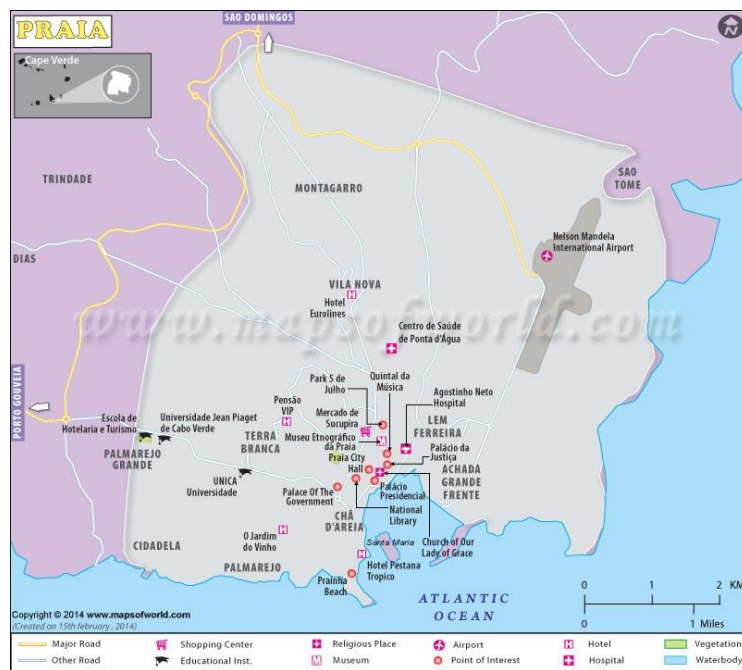 PRAIA
SAO DOMINGOS
N
Cape Verde
TRINDADE
MONTAGARRO
SAO
TOME
DIAS
Nelson Mandela
International Airport
VILA NOVA
H
Hotel
Eurolines
www.mapsofworld.com
Centro de Saúde
de Ponta d'Água
Park 5 de
Julho
Quintal da
Música
PORTO GOUVEIA
Pensão
VIP
H
Agostinho Neto
Hospital
Escola de
Hotelaria e Turismo
Universidade Jean Piaget
de Cabo Verde
Mercado de
Sucupira
LEM
FERREIRA
PALMAREJO
GRANDE
TERRA
BRANCA
Museu Etnográfico
da Praia
M
Palácio da
Justiça
Praia City
Hall
ACHADA
GRANDE
FRENTE
UNICA
Universidade
Palace Of The
Government
Palácio
Presidencial
National
Library
CHÃ
D'AREIA
CIDADELA
O Jardim
do Vinho
H
Santa Maria
Church of Our
Lady of Grace
PALMAREJO
H
Hotel Pestana
Tropico
Prainha
Beach
ATLANTIC
OCEAN
0 1 2 KM
0 1 Miles
Copyright © 2014 www.mapsofworld.com
(Created on 15th february , 2014)
Major Road
Shopping Center
Religious Place
Airport
H Hotel
Vegetation
Other Road
Educational Inst.
M Museum
Point of Interest
Hospital
Waterbody